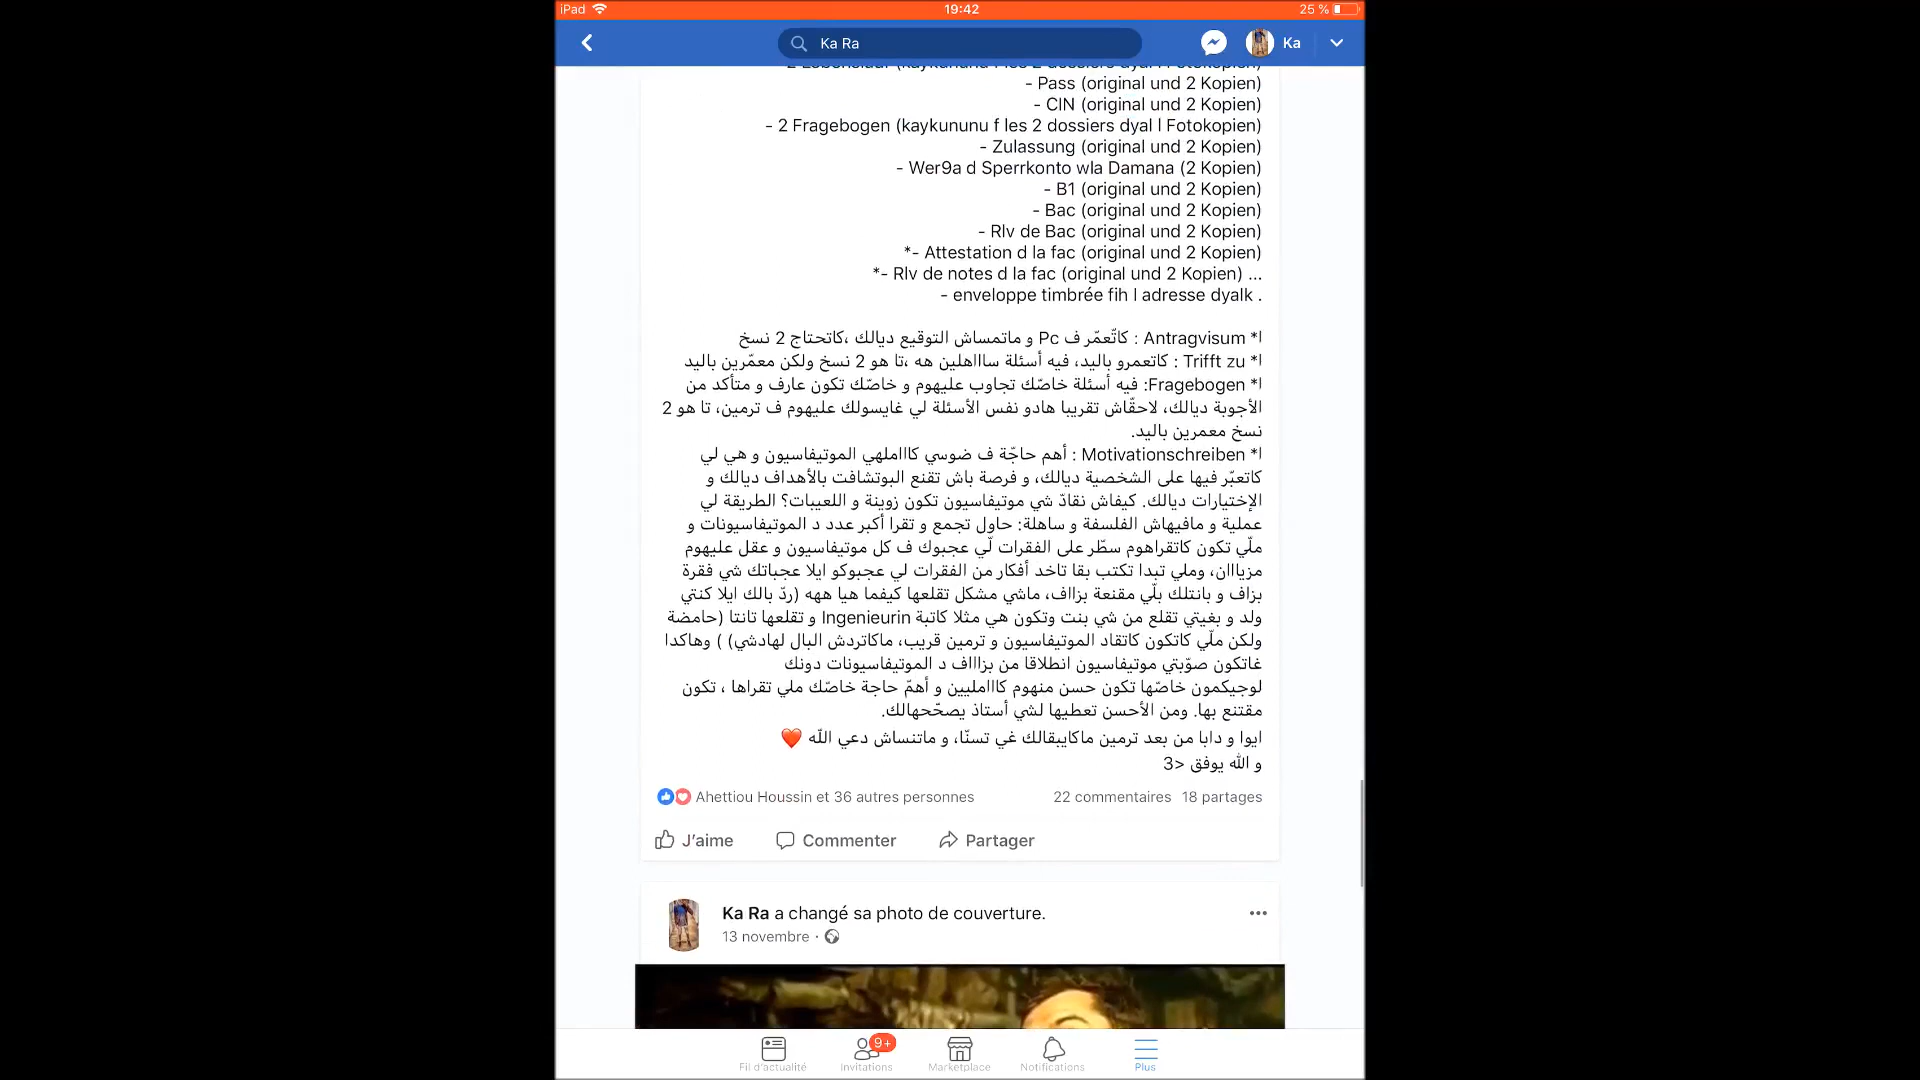 iPad
19:42
25 %
Ka Ra
Ka
2 Lebenslauf (kaykununu f les 2 dossiers dyal l Fotokopien)
- Pass (original und 2 Kopien)
- CIN (original und 2 Kopien)
- 2 Fragebogen (kaykununu f les 2 dossiers dyal l Fotokopien)
- Zulassung (original und 2 Kopien)
- Wer9a d Sperrkonto wla Damana (2 Kopien)
- B1 (original und 2 Kopien)
- Bac (original und 2 Kopien)
- Rlv de Bac (original und 2 Kopien)
*- Attestation d la fac (original und 2 Kopien)
*- Rlv de notes d la fac (original und 2 Kopien) ...
- enveloppe timbrée fih l adresse dyalk .
ا* Antragvisum : كاتّعمّر ف Pc و ماتمساش التوقيع ديالك ،كاتحتاج 2 نسخ
ا* Trifft zu : كاتعمرو باليد، فيه أسئلة ساااهلين هه ،تا هو 2 نسخ ولكن معمّرين باليد
ا* Fragebogen: فيه أسئلة خاصّك تجاوب عليهوم و خاصّك تكون عارف و متأكد من
الأجوبة ديالك، لاحقّاش تقريبا هادو نفس الأسئلة لي غايسولك عليهوم ف ترمين، تا هو 2
نسخ معمرين باليد.
ا* Motivationschreiben : أهم حاجّة ف ضوسي كاااملهي الموتيفاسيون و هي لي
كاتعبّر فيها على الشخصية ديالك، و فرصة باش تقنع البوتشافت بالأهداف ديالك و
الإختيارات ديالك. كيفاش نقادّ شي موتيفاسيون تكون زوينة و اللعيبات؟ الطريقة لي
عملية و مافيهاش الفلسفة و ساهلة: حاول تجمع و تقرا أكبر عدد د الموتيفاسيونات و
ملّي تكون كاتقراهوم سطّر على الفقرات لّي عجبوك ف كل موتيفاسيون و عقل عليهوم
مزيااان، وملي تبدا تكتب بقا تاخد أفكار من الفقرات لي عجبوكو ايلا عجباتك شي فقرة
بزاف و بانتلك بلّي مقنعة بزااف، ماشي مشكل تقلعها كيفما هيا ههه (ردّ بالك ايلا كنتي
ولد و بغيتي تقلع من شي بنت وتكون هي مثلا كاتبة Ingenieurin و تقلعها تانتا (حامضة
ولكن ملّي كاتكون كاتقاد الموتيفاسيون و ترمين قريب، ماكاتردش البال لهادشي) ) وهاكدا
غاتكون صوّبتي موتيفاسيون انطلاقا من بزاااف د الموتيفاسيونات دونك
لوجيكمون خاصّها تكون حسن منهوم كااامليين و أهمّ حاجة خاصّك ملي تقراها ، تكون
مقتنع بها. ومن الأحسن تعطيها لشي أستاذ يصحّحهالك.
ايوا و دابا من بعد ترمين ماكايبقالك غي تسنّا، و ماتنساش دعي اللّه ❤️
و الله يوفق <3
Ahettiou Houssin et 36 autres personnes
22 commentaires 18 partages
J’aime
Commenter
Partager
Ka Ra a changé sa photo de couverture.
13 novembre ·
9+
Fil d’actualité
Invitations
Marketplace
Notifications
Plus